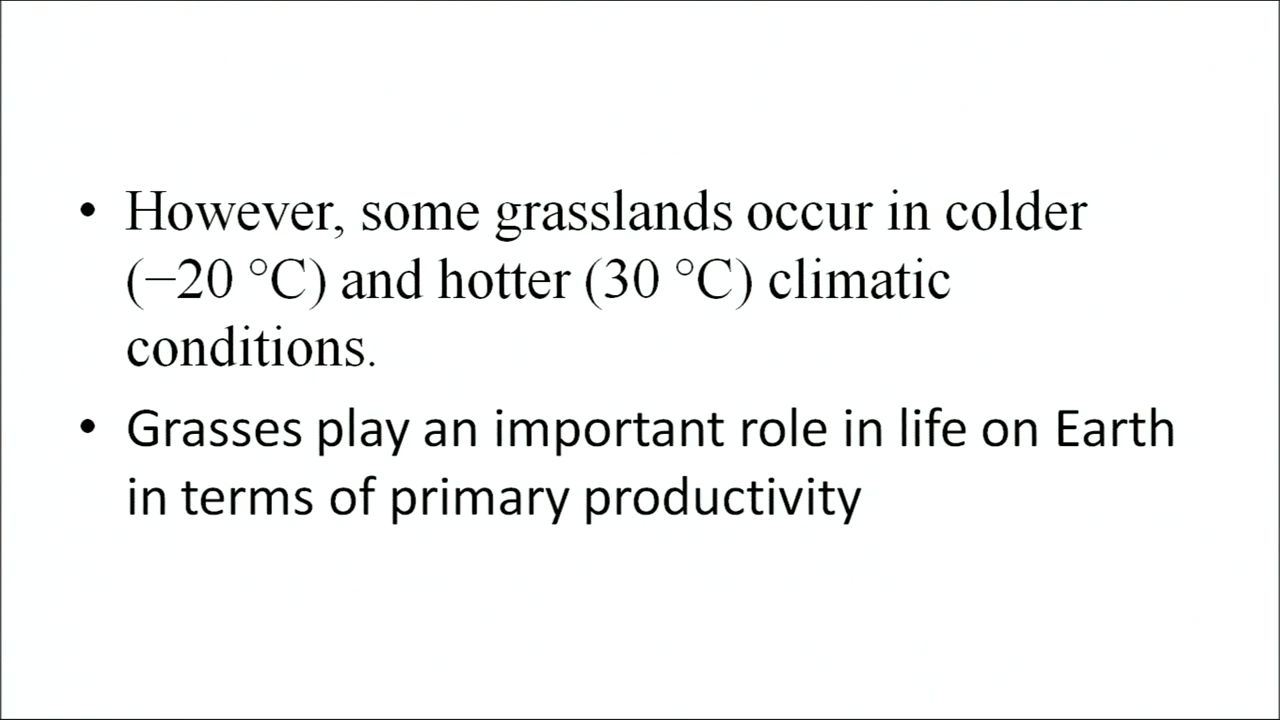 • However, some grasslands occur in colder
(−20 °C) and hotter (30 °C) climatic
conditions.
• Grasses play an important role in life on Earth
in terms of primary productivity